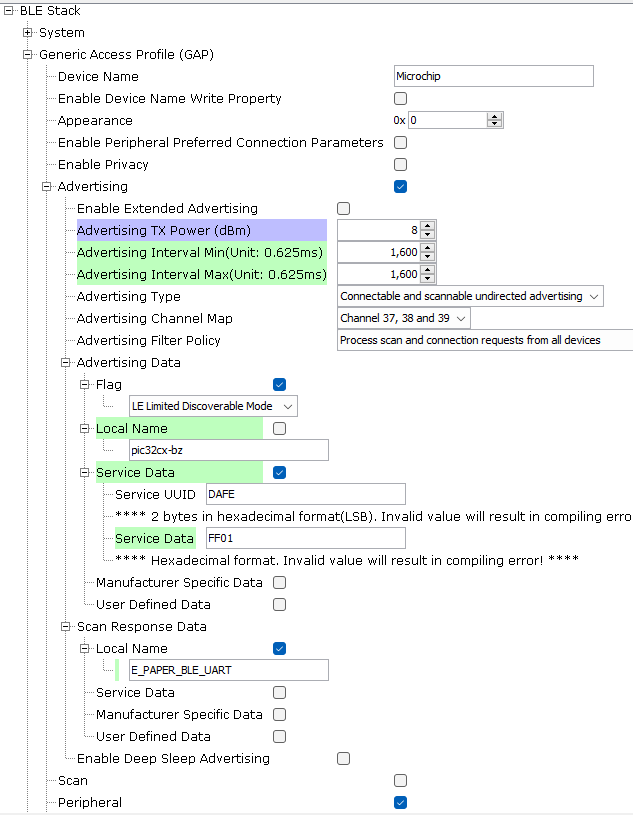 BLE Stack
System
Generic Access Profile (GAP)
Device Name Microchip
Enable Device Name Write Property
Appearance 0x 0
Enable Peripheral Preferred Connection Parameters
Enable Privacy
Advertising
Enable Extended Advertising
Advertising TX Power (dBm) 8
Advertising Interval Min(Unit: 0.625ms) 1,600
Advertising Interval Max(Unit: 0.625ms) 1,600
Advertising Type Connectable and scannable undirected advertising
Advertising Channel Map Channel 37, 38 and 39
Advertising Filter Policy Process scan and connection requests from all devices
Advertising Data
Flag
LE Limited Discoverable Mode
Local Name
pic32cx-bz
Service Data
Service UUID DAFE
**** 2 bytes in hexadecimal format(LSB). Invalid value will result in compiling erro
Service Data FF01
**** Hexadecimal format. Invalid value will result in compiling error! ****
Manufacturer Specific Data
User Defined Data
Scan Response Data
Local Name
E_PAPER_BLE_UART
Service Data
Manufacturer Specific Data
User Defined Data
Enable Deep Sleep Advertising
Scan
Peripheral